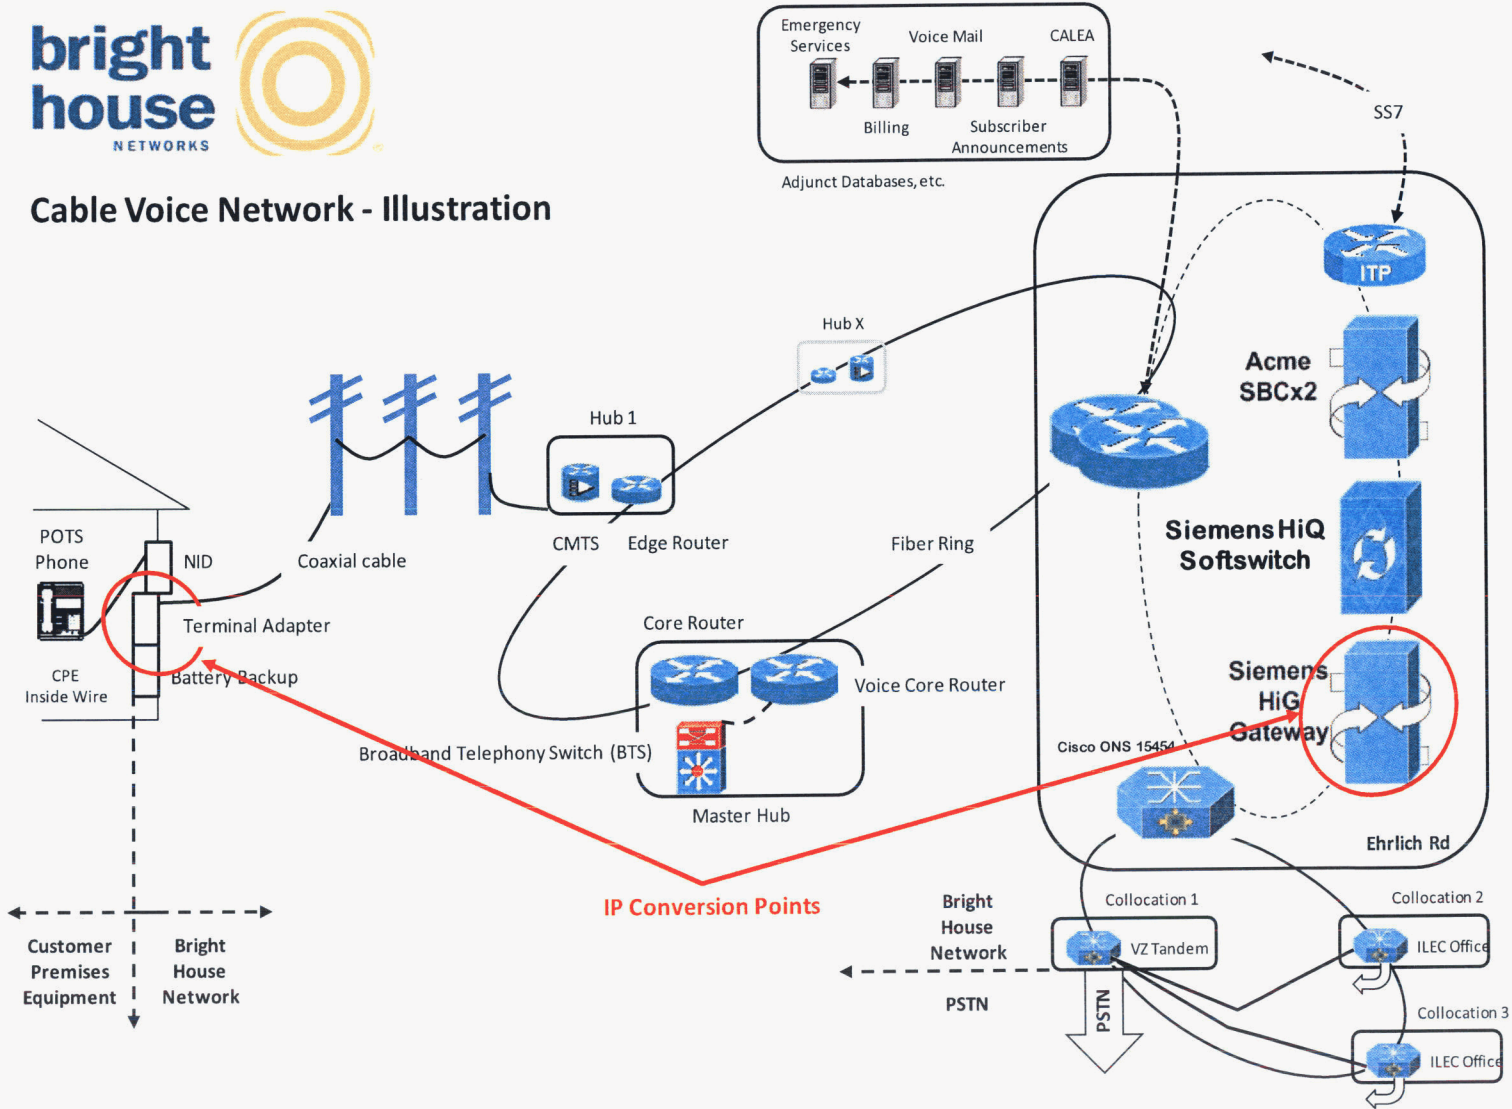 bright
house
NETWORKS
Cable Voice Network - Illustration
Emergency
Services
Voice Mail
CALEA
Billing
Subscriber
Announcements
Adjunct Databases, etc.
SS7
ITP
Acme
SBCx2
Siemens HiQ
Softswitch
Siemens
HiG
Gateway
Cisco ONS 15454
Ehrlich Rd
Hub X
Hub 1
CMTS
Edge Router
Fiber Ring
POTS
Phone
NID
Coaxial cable
Terminal Adapter
CPE
Inside Wire
Battery Backup
Core Router
Voice Core Router
Broadband Telephony Switch (BTS)
Master Hub
IP Conversion Points
Customer
Premises
Equipment
Bright
House
Network
Bright
House
Network
PSTN
Collocation 1
VZ Tandem
PSTN
Collocation 2
ILEC Office
Collocation 3
ILEC Office